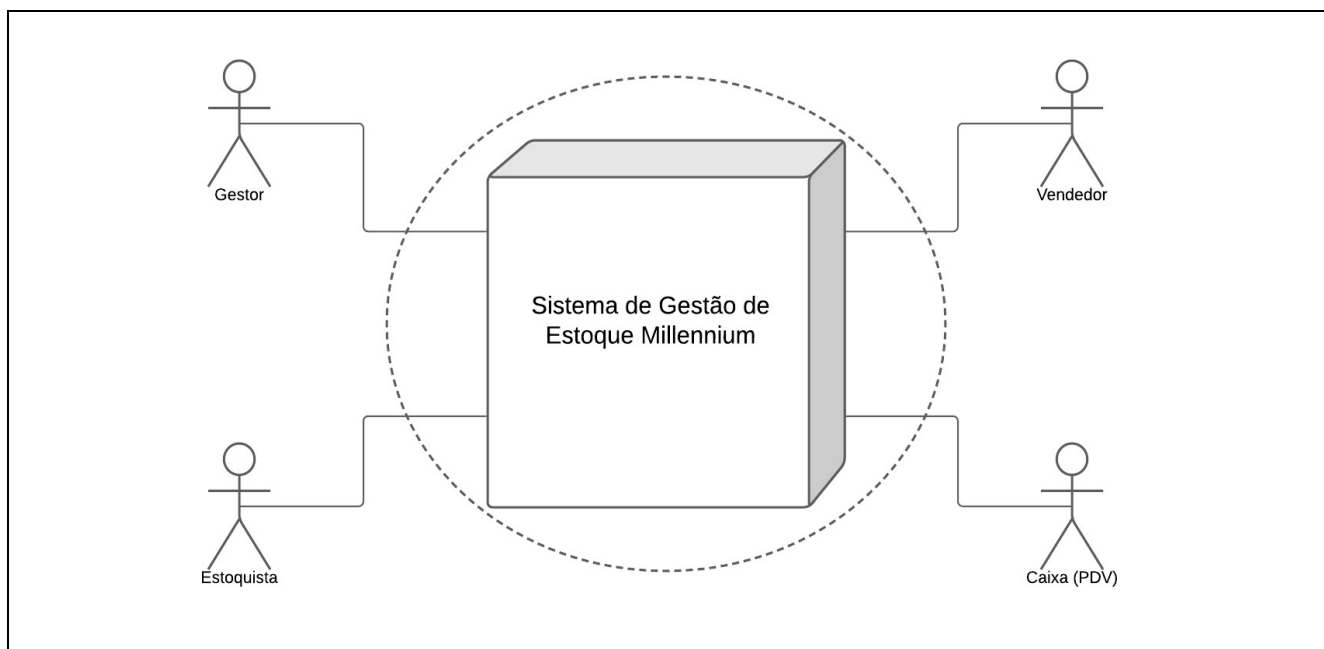 Gestor
Vendedor
Sistema de Gestão de
Estoque Millennium
Estoquista
Caixa (PDV)